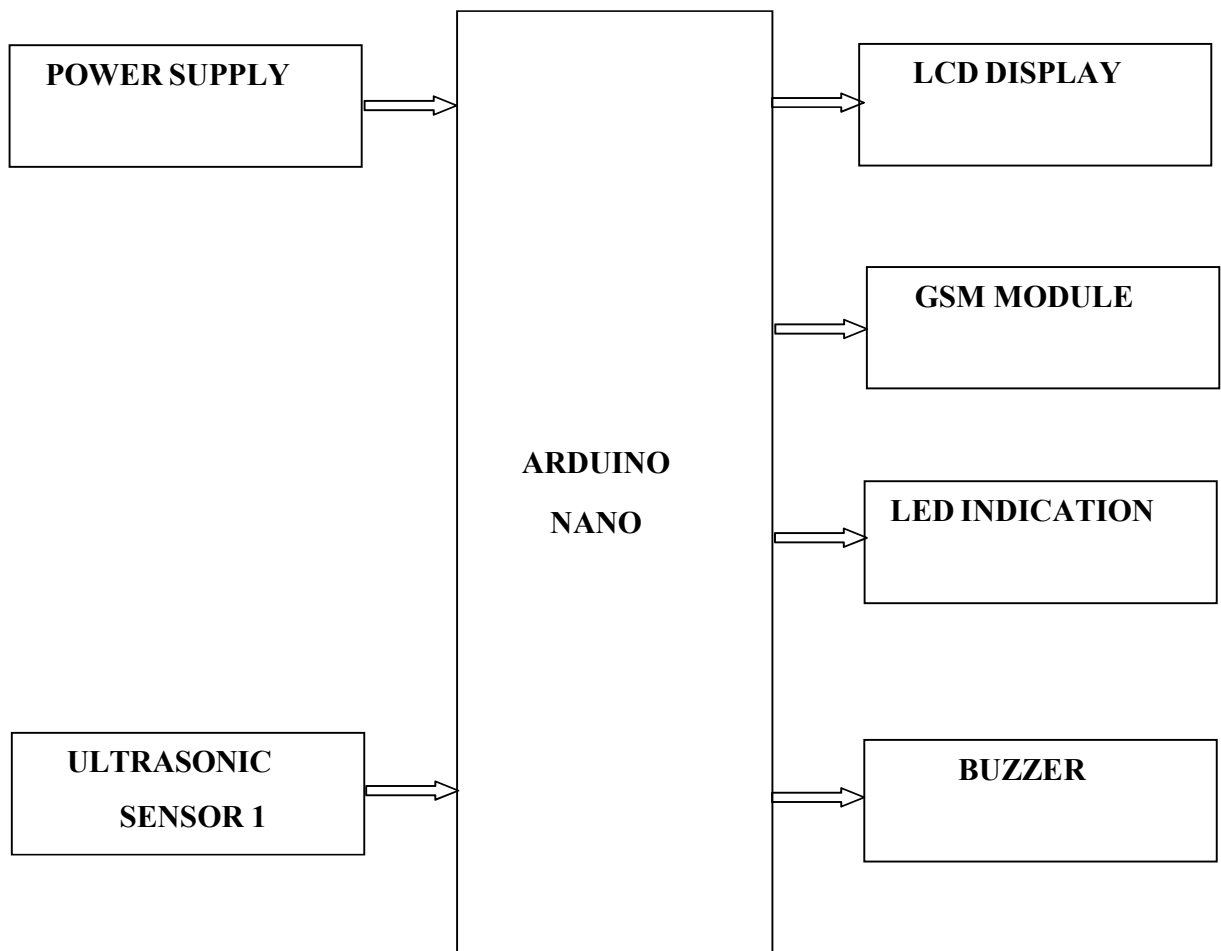 POWER SUPPLY
LCD DISPLAY
GSM MODULE
ARDUINO
NANO
LED INDICATION
ULTRASONIC
SENSOR 1
BUZZER